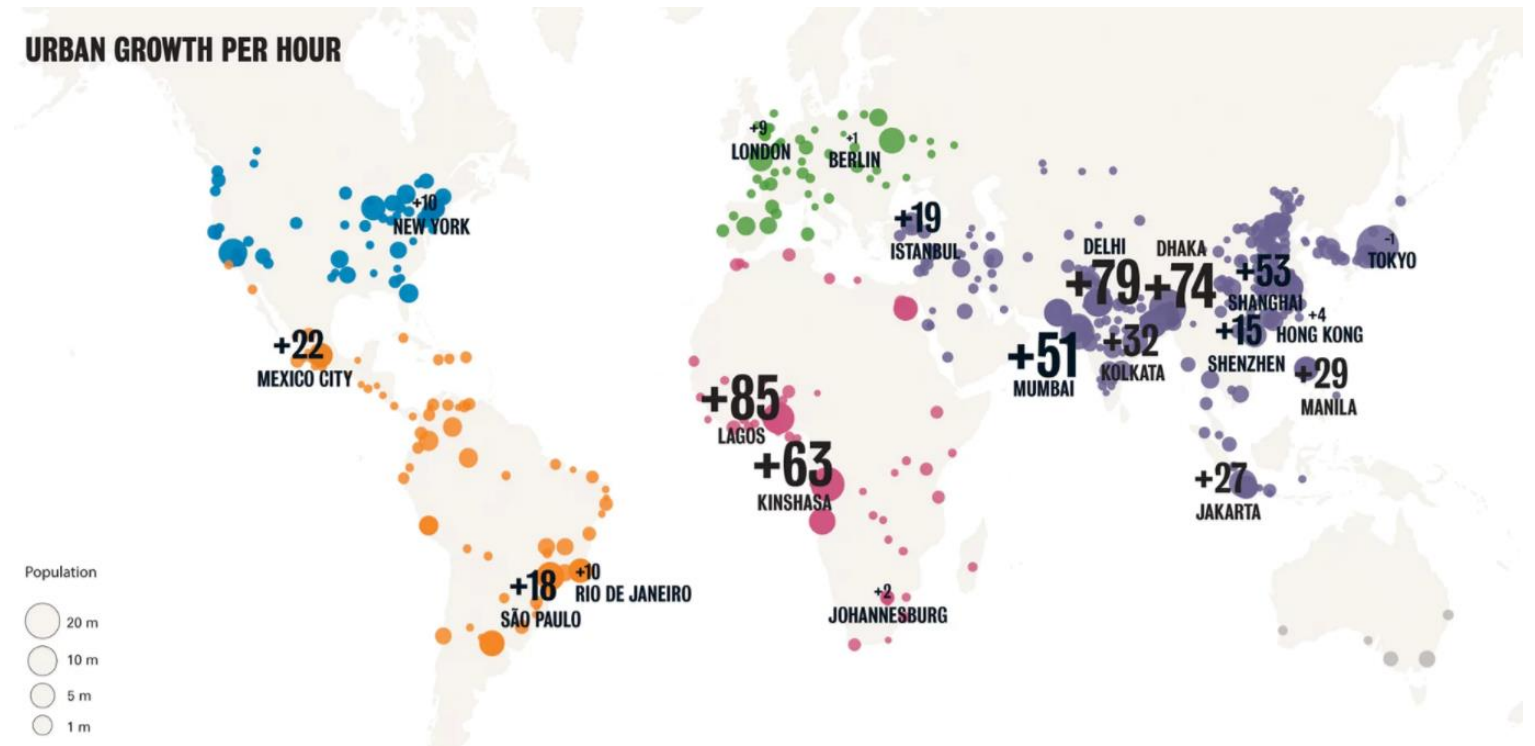 URBAN GROWTH PER HOUR
+9
LONDON
+1
BERLIN
+10
NEW YORK
+19
ISTANBUL
DELHI
+79
DHAKA
+74
+53
SHANGHAI
-1
TOKYO
+4
HONG KONG
+15
SHENZHEN
+22
MEXICO CITY
+51
MUMBAI
+32
KOLKATA
+29
MANILA
+85
LAGOS
+63
KINSHASA
+27
JAKARTA
+18
SÃO PAULO
+10
RIO DE JANEIRO
+2
JOHANNESBURG
Population
20 m
10 m
5 m
1 m